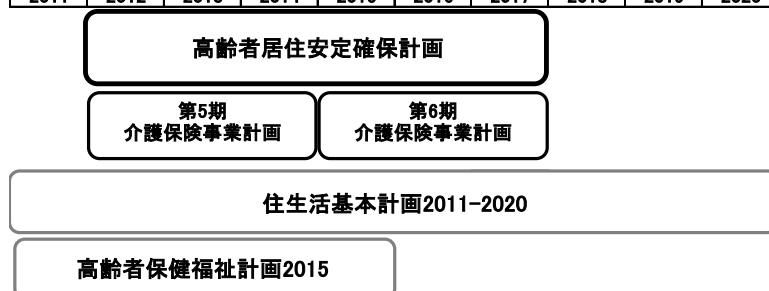 高齢者居住安定確保計画
第5期 第6期
介護保険事業計画 介護保険事業計画
住生活基本計画2011-2020
高齢者保健福祉計画2015